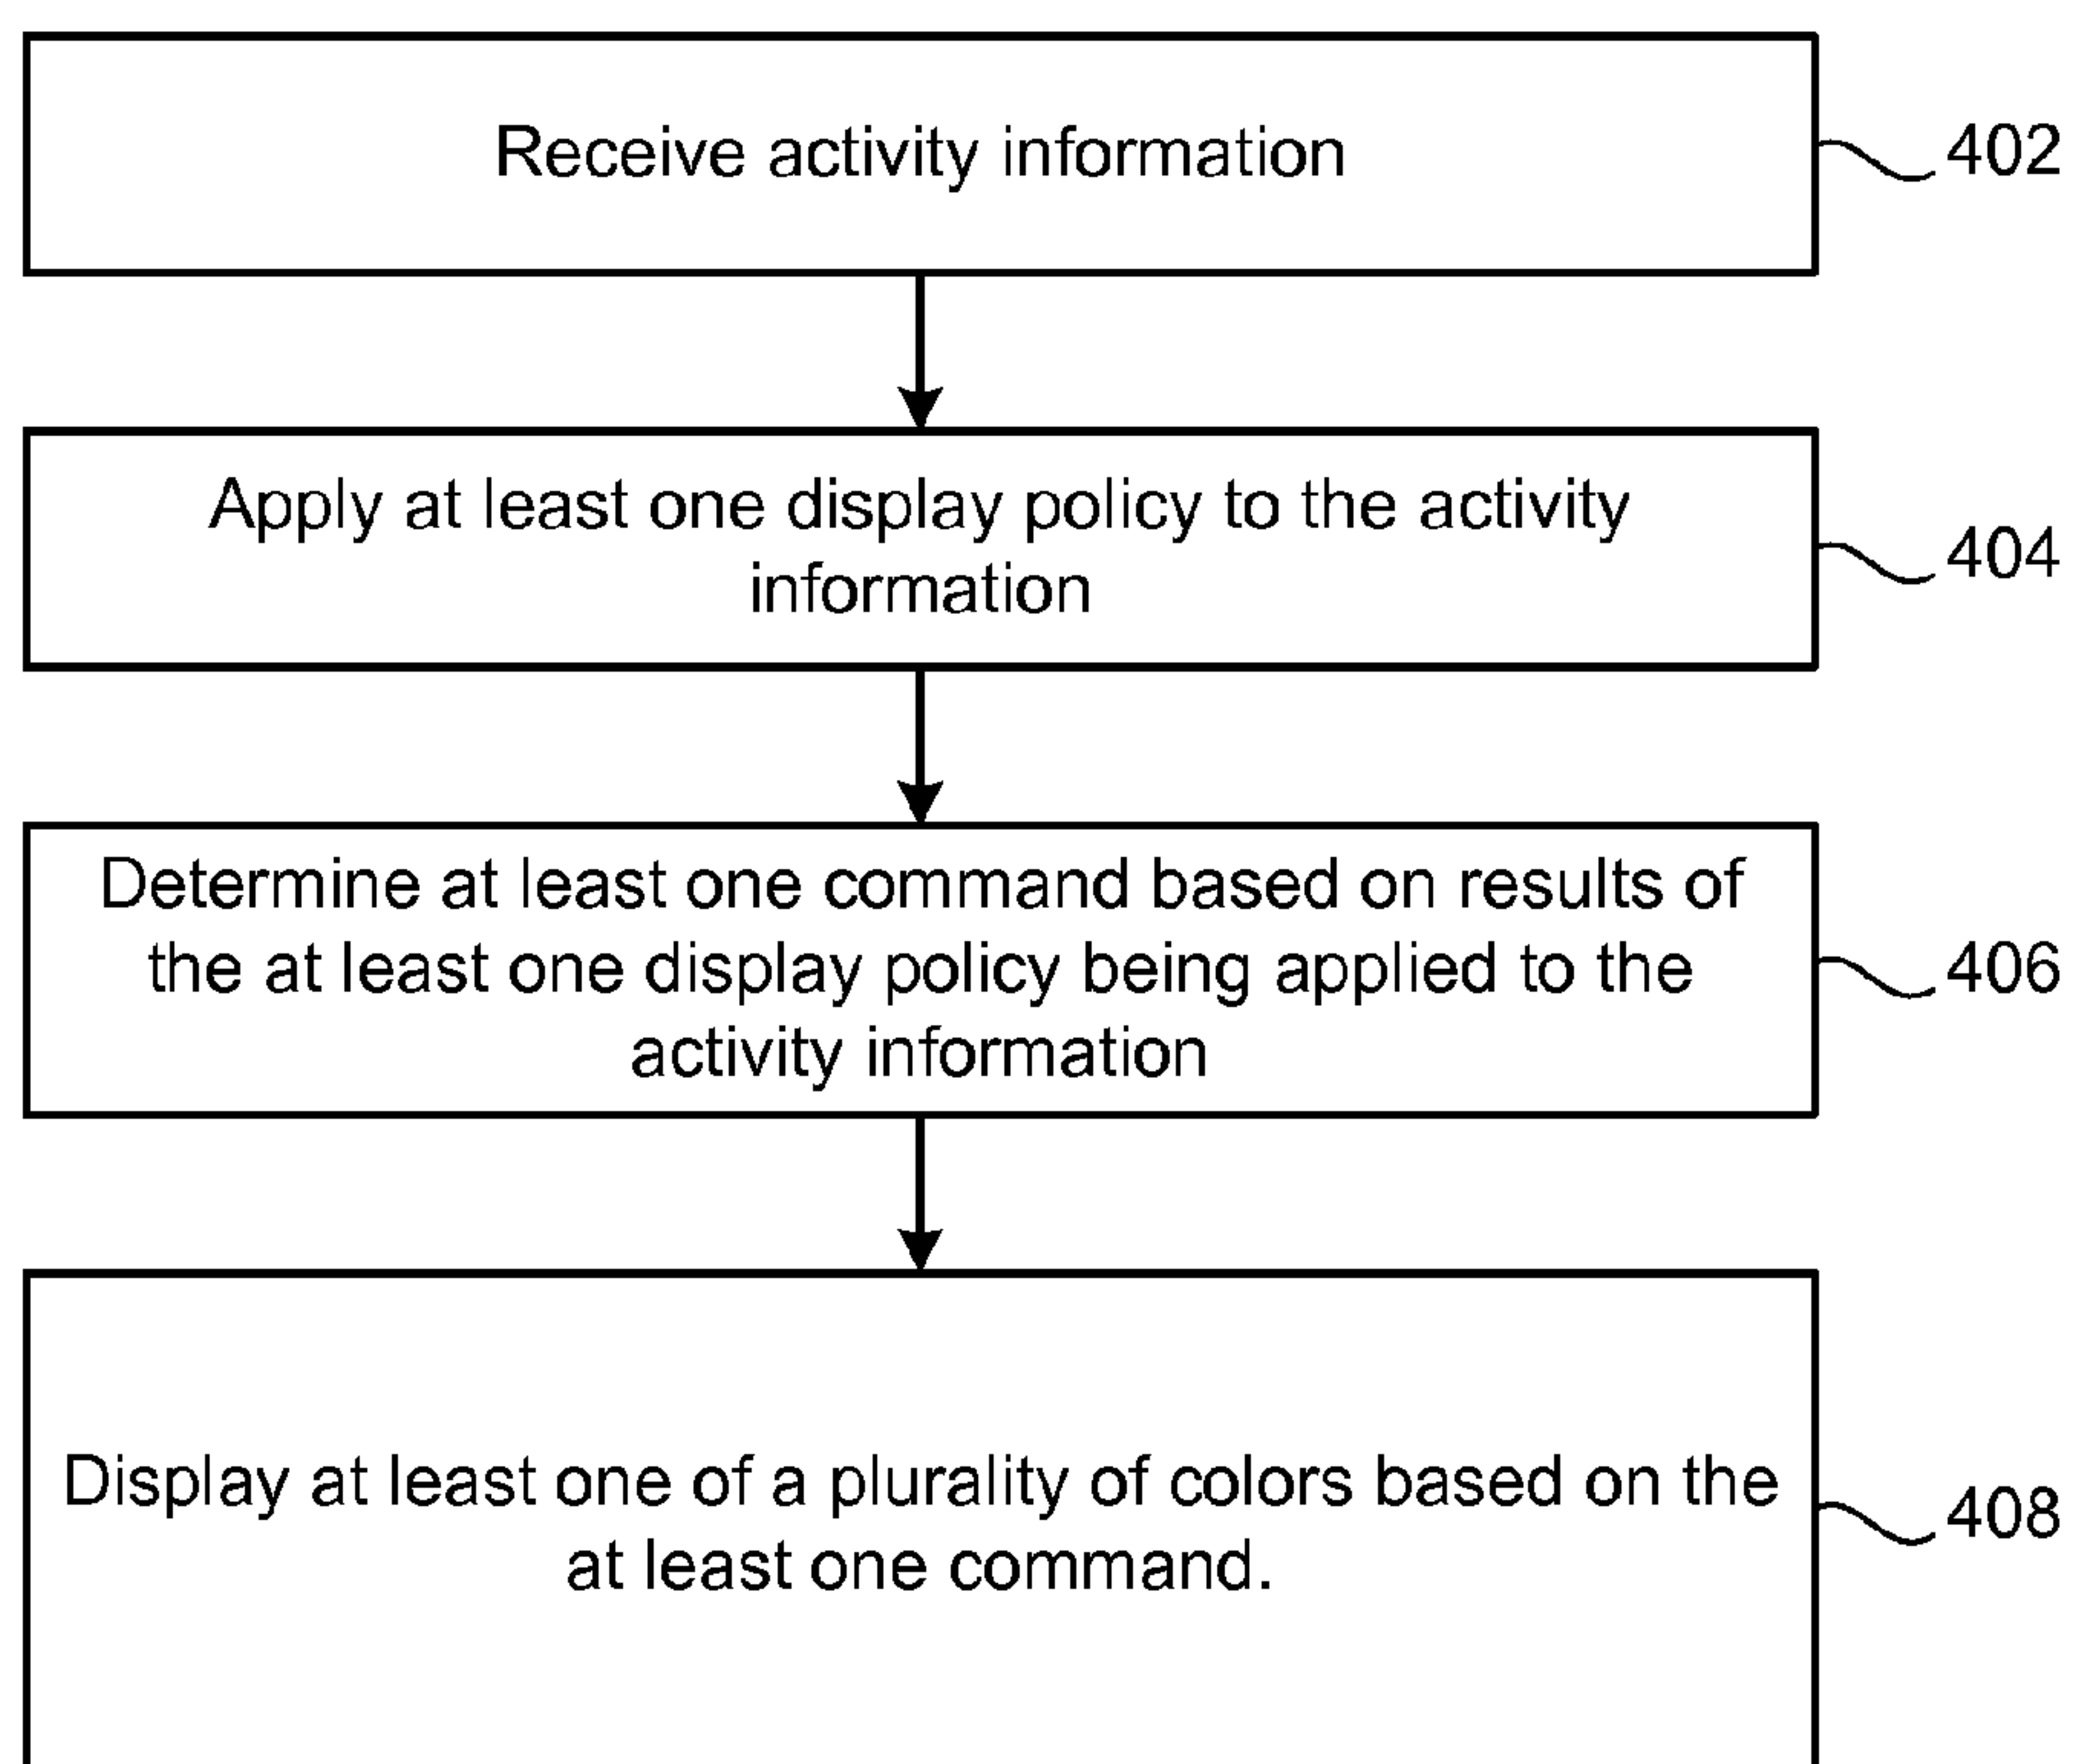 Receive activity information
402
Apply at least one display policy to the activity
information
404
Determine at least one command based on results of
the at least one display policy being applied to the
activity information
406
Display at least one of a plurality of colors based on the
at least one command.
408